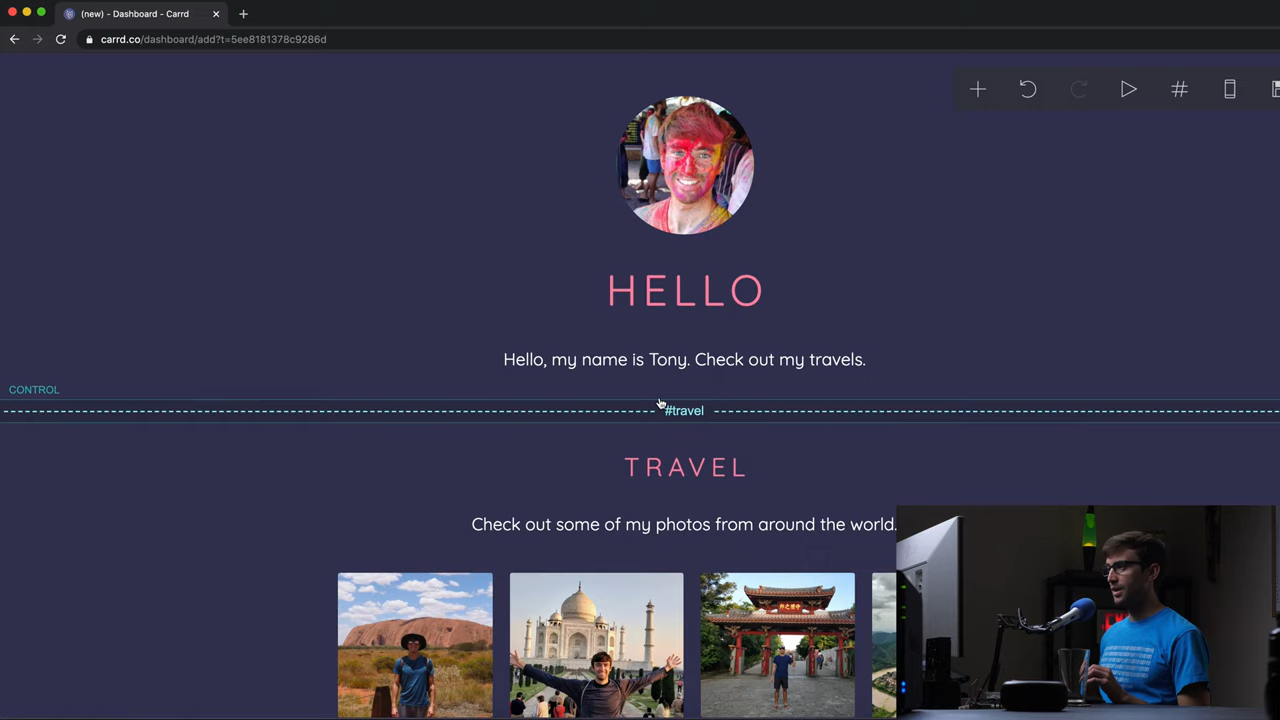 (new) - Dashboard - Carrd
carrd.co/dashboard/add?t=5ee8181378c9286d
HELLO
Hello, my name is Tony. Check out my travels.
CONTROL
#travel
TRAVEL
Check out some of my photos from around the world.